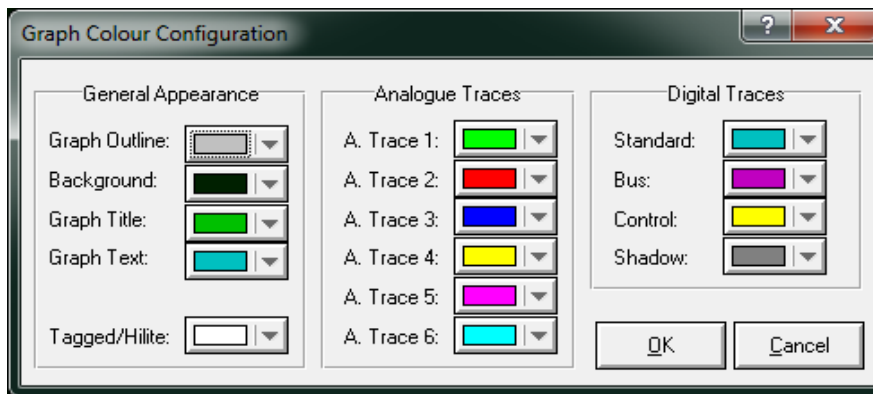 Graph Colour Configuration
?
General Appearance
Graph Outline:
Background:
Graph Title:
Graph Text:
Tagged/Hilite:
Analogue Traces
A. Trace 1:
A. Trace 2:
A. Trace 3:
A. Trace 4:
A. Trace 5:
A. Trace 6:
Digital Traces
Standard:
Bus:
Control:
Shadow:
OK
Cancel